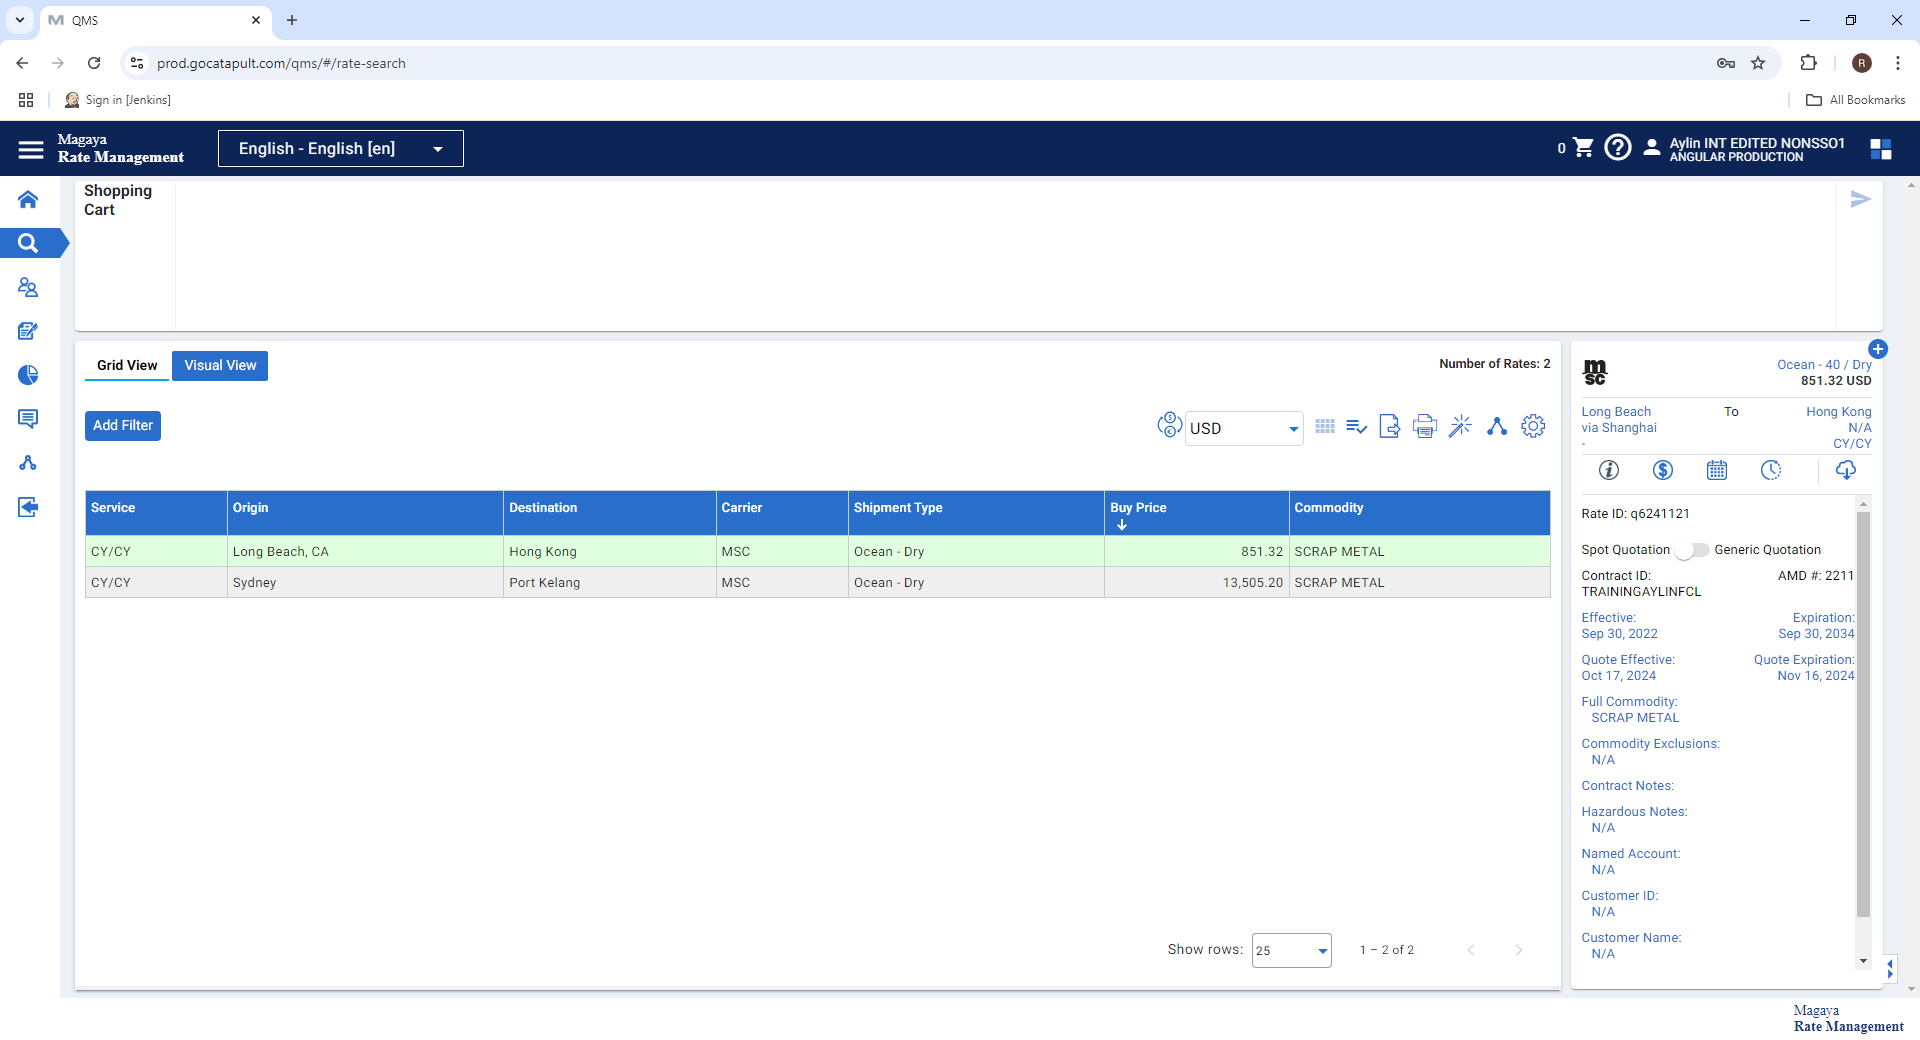 QMS
prod.gocatapult.com/qms/#/rate-search
R
Sign in [Jenkins]
All Bookmarks
Magaya
Rate Management
English - English [en]
0
Aylin INT EDITED NONSSO1
ANGULAR PRODUCTION
Shopping
Cart
Grid View
Visual View
Number of Rates: 2
Add Filter
USD
Service Origin Destination Carrier Shipment Type Buy Price Commodity
CY/CY Long Beach, CA Hong Kong MSC Ocean - Dry 851.32 SCRAP METAL
CY/CY Sydney Port Kelang MSC Ocean - Dry 13,505.20 SCRAP METAL
Show rows: 25 1 – 2 of 2
msc
Ocean - 40 / Dry
851.32 USD
Long Beach To Hong Kong
via Shanghai N/A
- CY/CY
Rate ID: q6241121
Spot Quotation Generic Quotation
Contract ID: AMD #: 2211
TRAININGAYLINFCL
Effective: Expiration:
Sep 30, 2022 Sep 30, 2034
Quote Effective: Quote Expiration:
Oct 17, 2024 Nov 16, 2024
Full Commodity:
SCRAP METAL
Commodity Exclusions:
N/A
Contract Notes:
Hazardous Notes:
N/A
Named Account:
N/A
Customer ID:
N/A
Customer Name:
N/A
Magaya
Rate Management